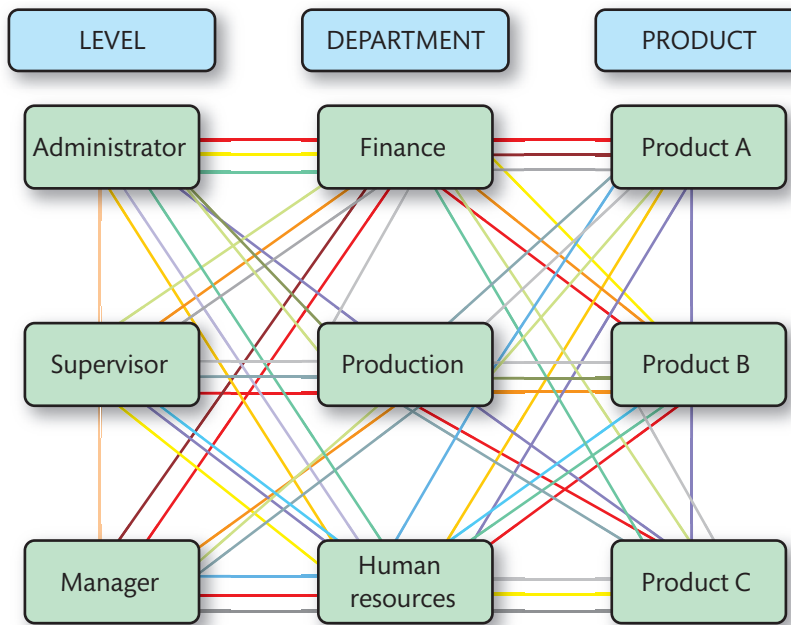 LEVEL
DEPARTMENT
PRODUCT
Administrator
Finance
Product A
Supervisor
Production
Product B
Manager
Human
resources
Product C